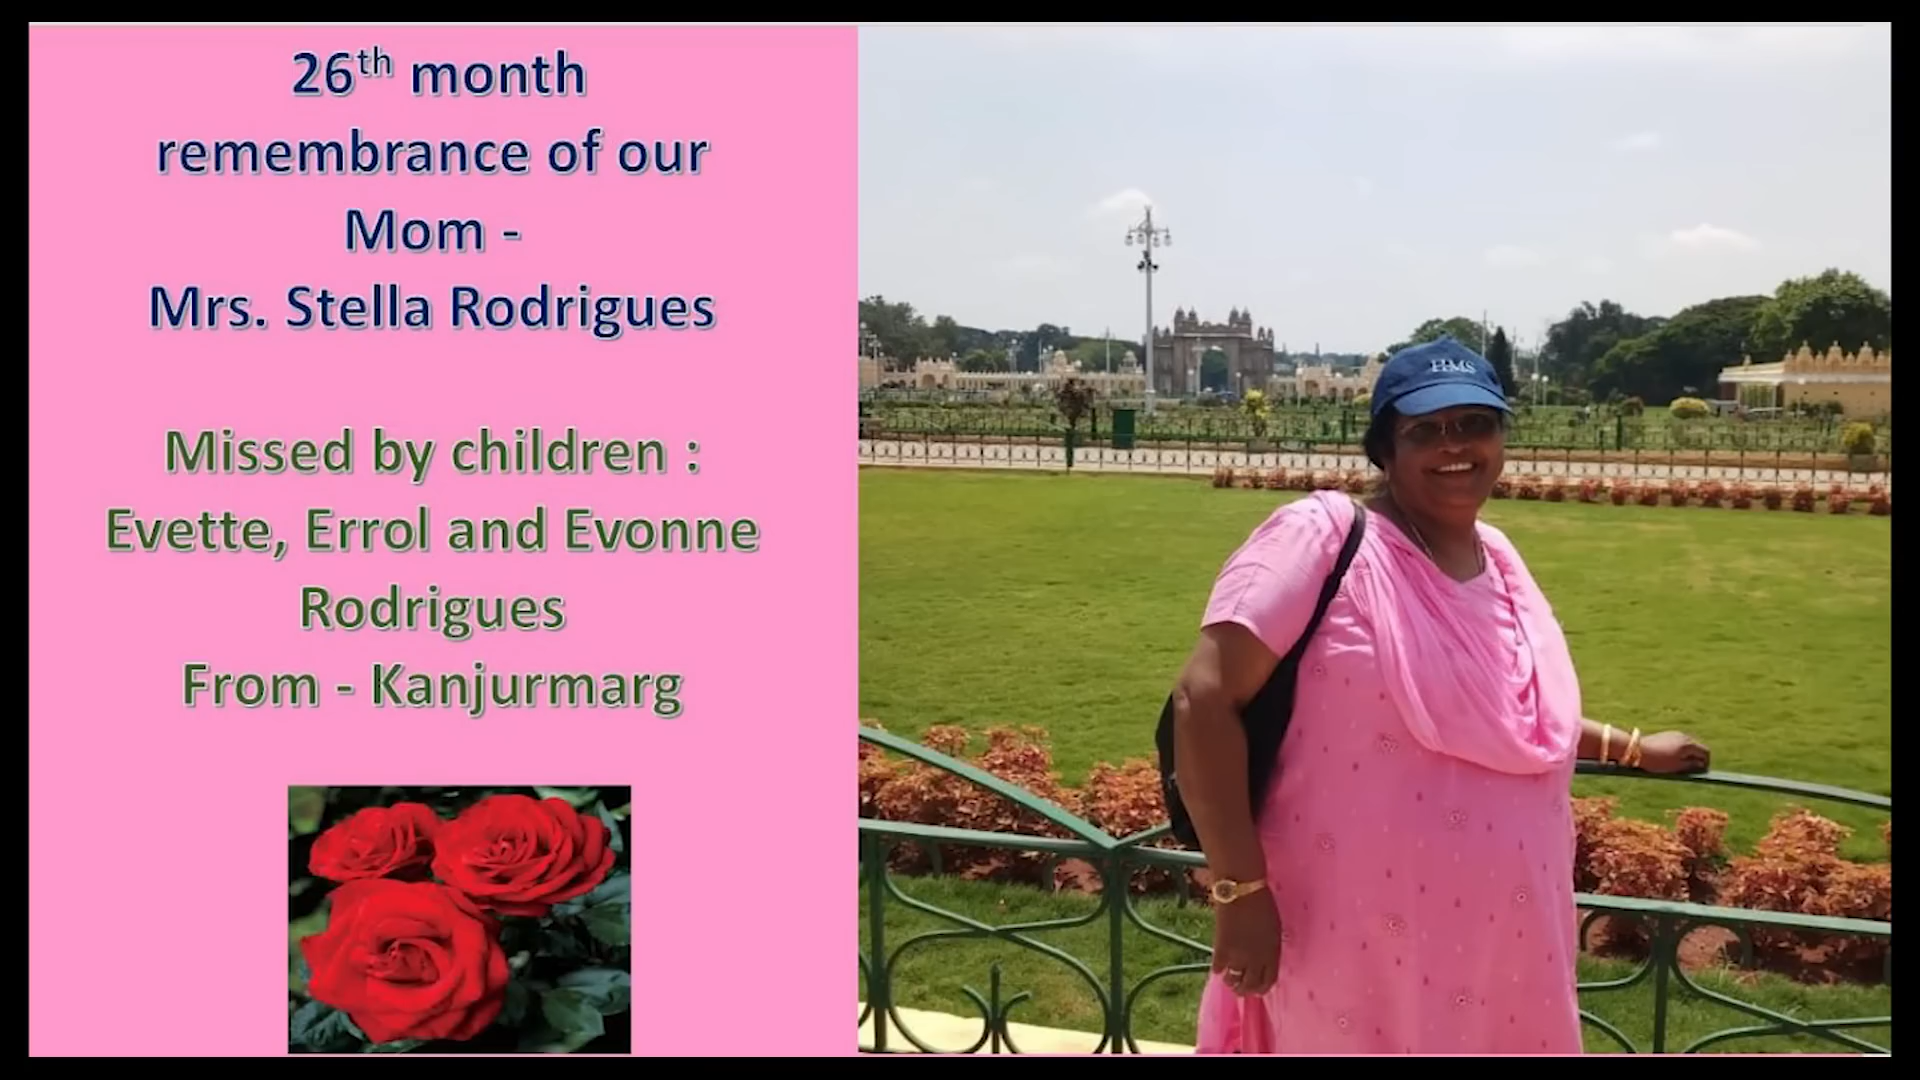 26th month
remembrance of our
Mom -
Mrs. Stella Rodrigues
Missed by children :
Evette, Errol and Evonne
Rodrigues
From - Kanjurmarg